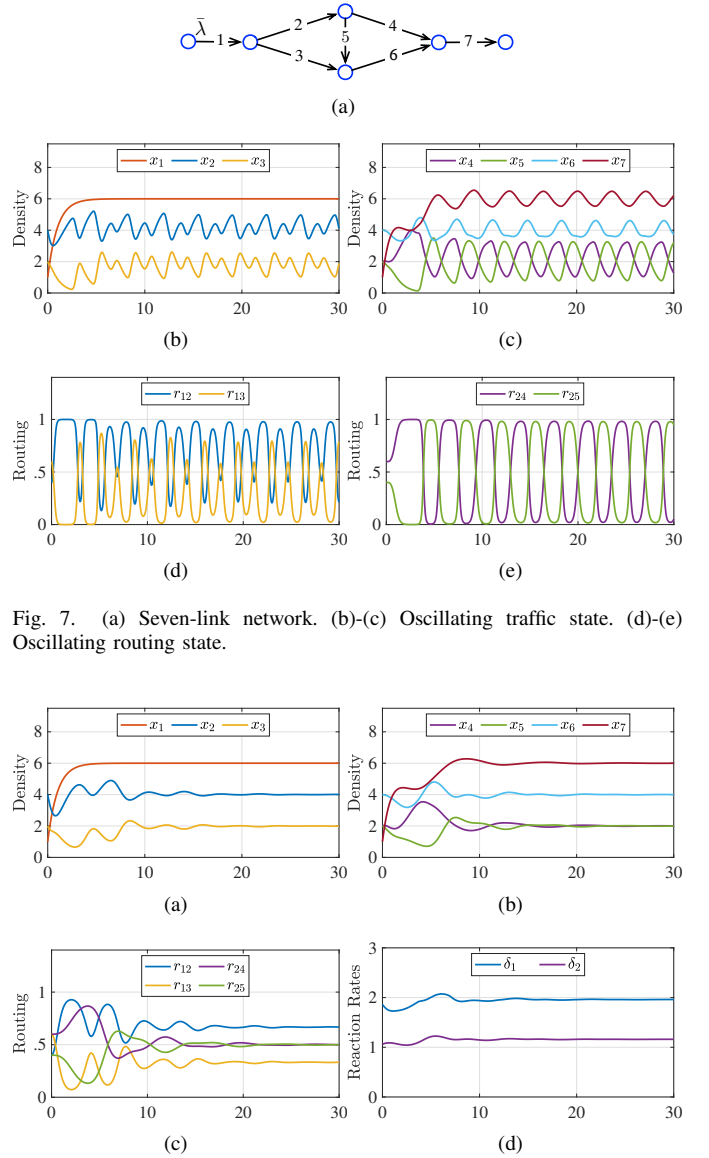 λ̄
1
2
3
4
5
6
7
(a)
x₁ x₂ x₃
Density
8
6
4
2
0
0 10 20 30
(b)
x₄ x₅ x₆ x₇
Density
8
6
4
2
0
0 10 20 30
(c)
r₁₂ r₁₃
Routing
1
.5
0
0 10 20 30
(d)
r₂₄ r₂₅
Routing
1
.5
0
0 10 20 30
(e)
Fig. 7. (a) Seven-link network. (b)-(c) Oscillating traffic state. (d)-(e)
Oscillating routing state.
x₁ x₂ x₃
Density
8
6
4
2
0
0 10 20 30
(a)
x₄ x₅ x₆ x₇
Density
8
6
4
2
0
0 10 20 30
(b)
r₁₂ r₂₄
r₁₃ r₂₅
Routing
1
.5
0
0 10 20 30
(c)
δ₁ δ₂
Reaction Rates
3
2
1
0
0 10 20 30
(d)